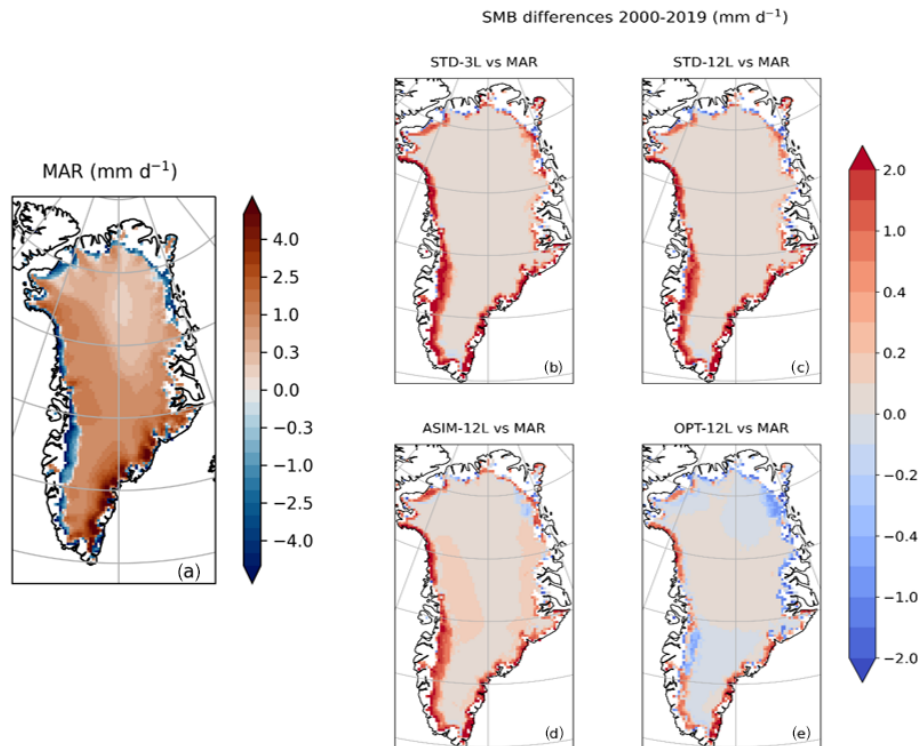 SMB differences 2000-2019 (mm d⁻¹)
STD-3L vs MAR
STD-12L vs MAR
MAR (mm d⁻¹)
4.0
2.5
1.0
0.3
0.0
−0.3
−1.0
−2.5
−4.0
(a)
(b)
(c)
2.0
1.0
0.4
0.2
0.0
−0.2
−0.4
−1.0
−2.0
ASIM-12L vs MAR
OPT-12L vs MAR
(d)
(e)